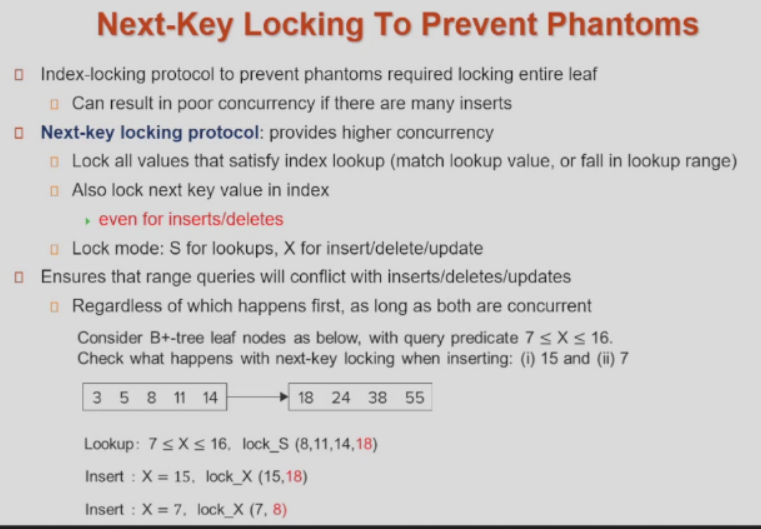 Next-Key Locking To Prevent Phantoms
Index-locking protocol to prevent phantoms required locking entire leaf
Can result in poor concurrency if there are many inserts
Next-key locking protocol: provides higher concurrency
Lock all values that satisfy index lookup (match lookup value, or fall in lookup range)
Also lock next key value in index
even for inserts/deletes
Lock mode: S for lookups, X for insert/delete/update
Ensures that range queries will conflict with inserts/deletes/updates
Regardless of which happens first, as long as both are concurrent
Consider B+-tree leaf nodes as below, with query predicate 7 ≤ X ≤ 16.
Check what happens with next-key locking when inserting: (i) 15 and (ii) 7
3 5 8 11 14 18 24 38 55
Lookup: 7 ≤ X ≤ 16, lock_S (8,11,14,18)
Insert : X = 15, lock_X (15,18)
Insert : X = 7, lock_X (7, 8)